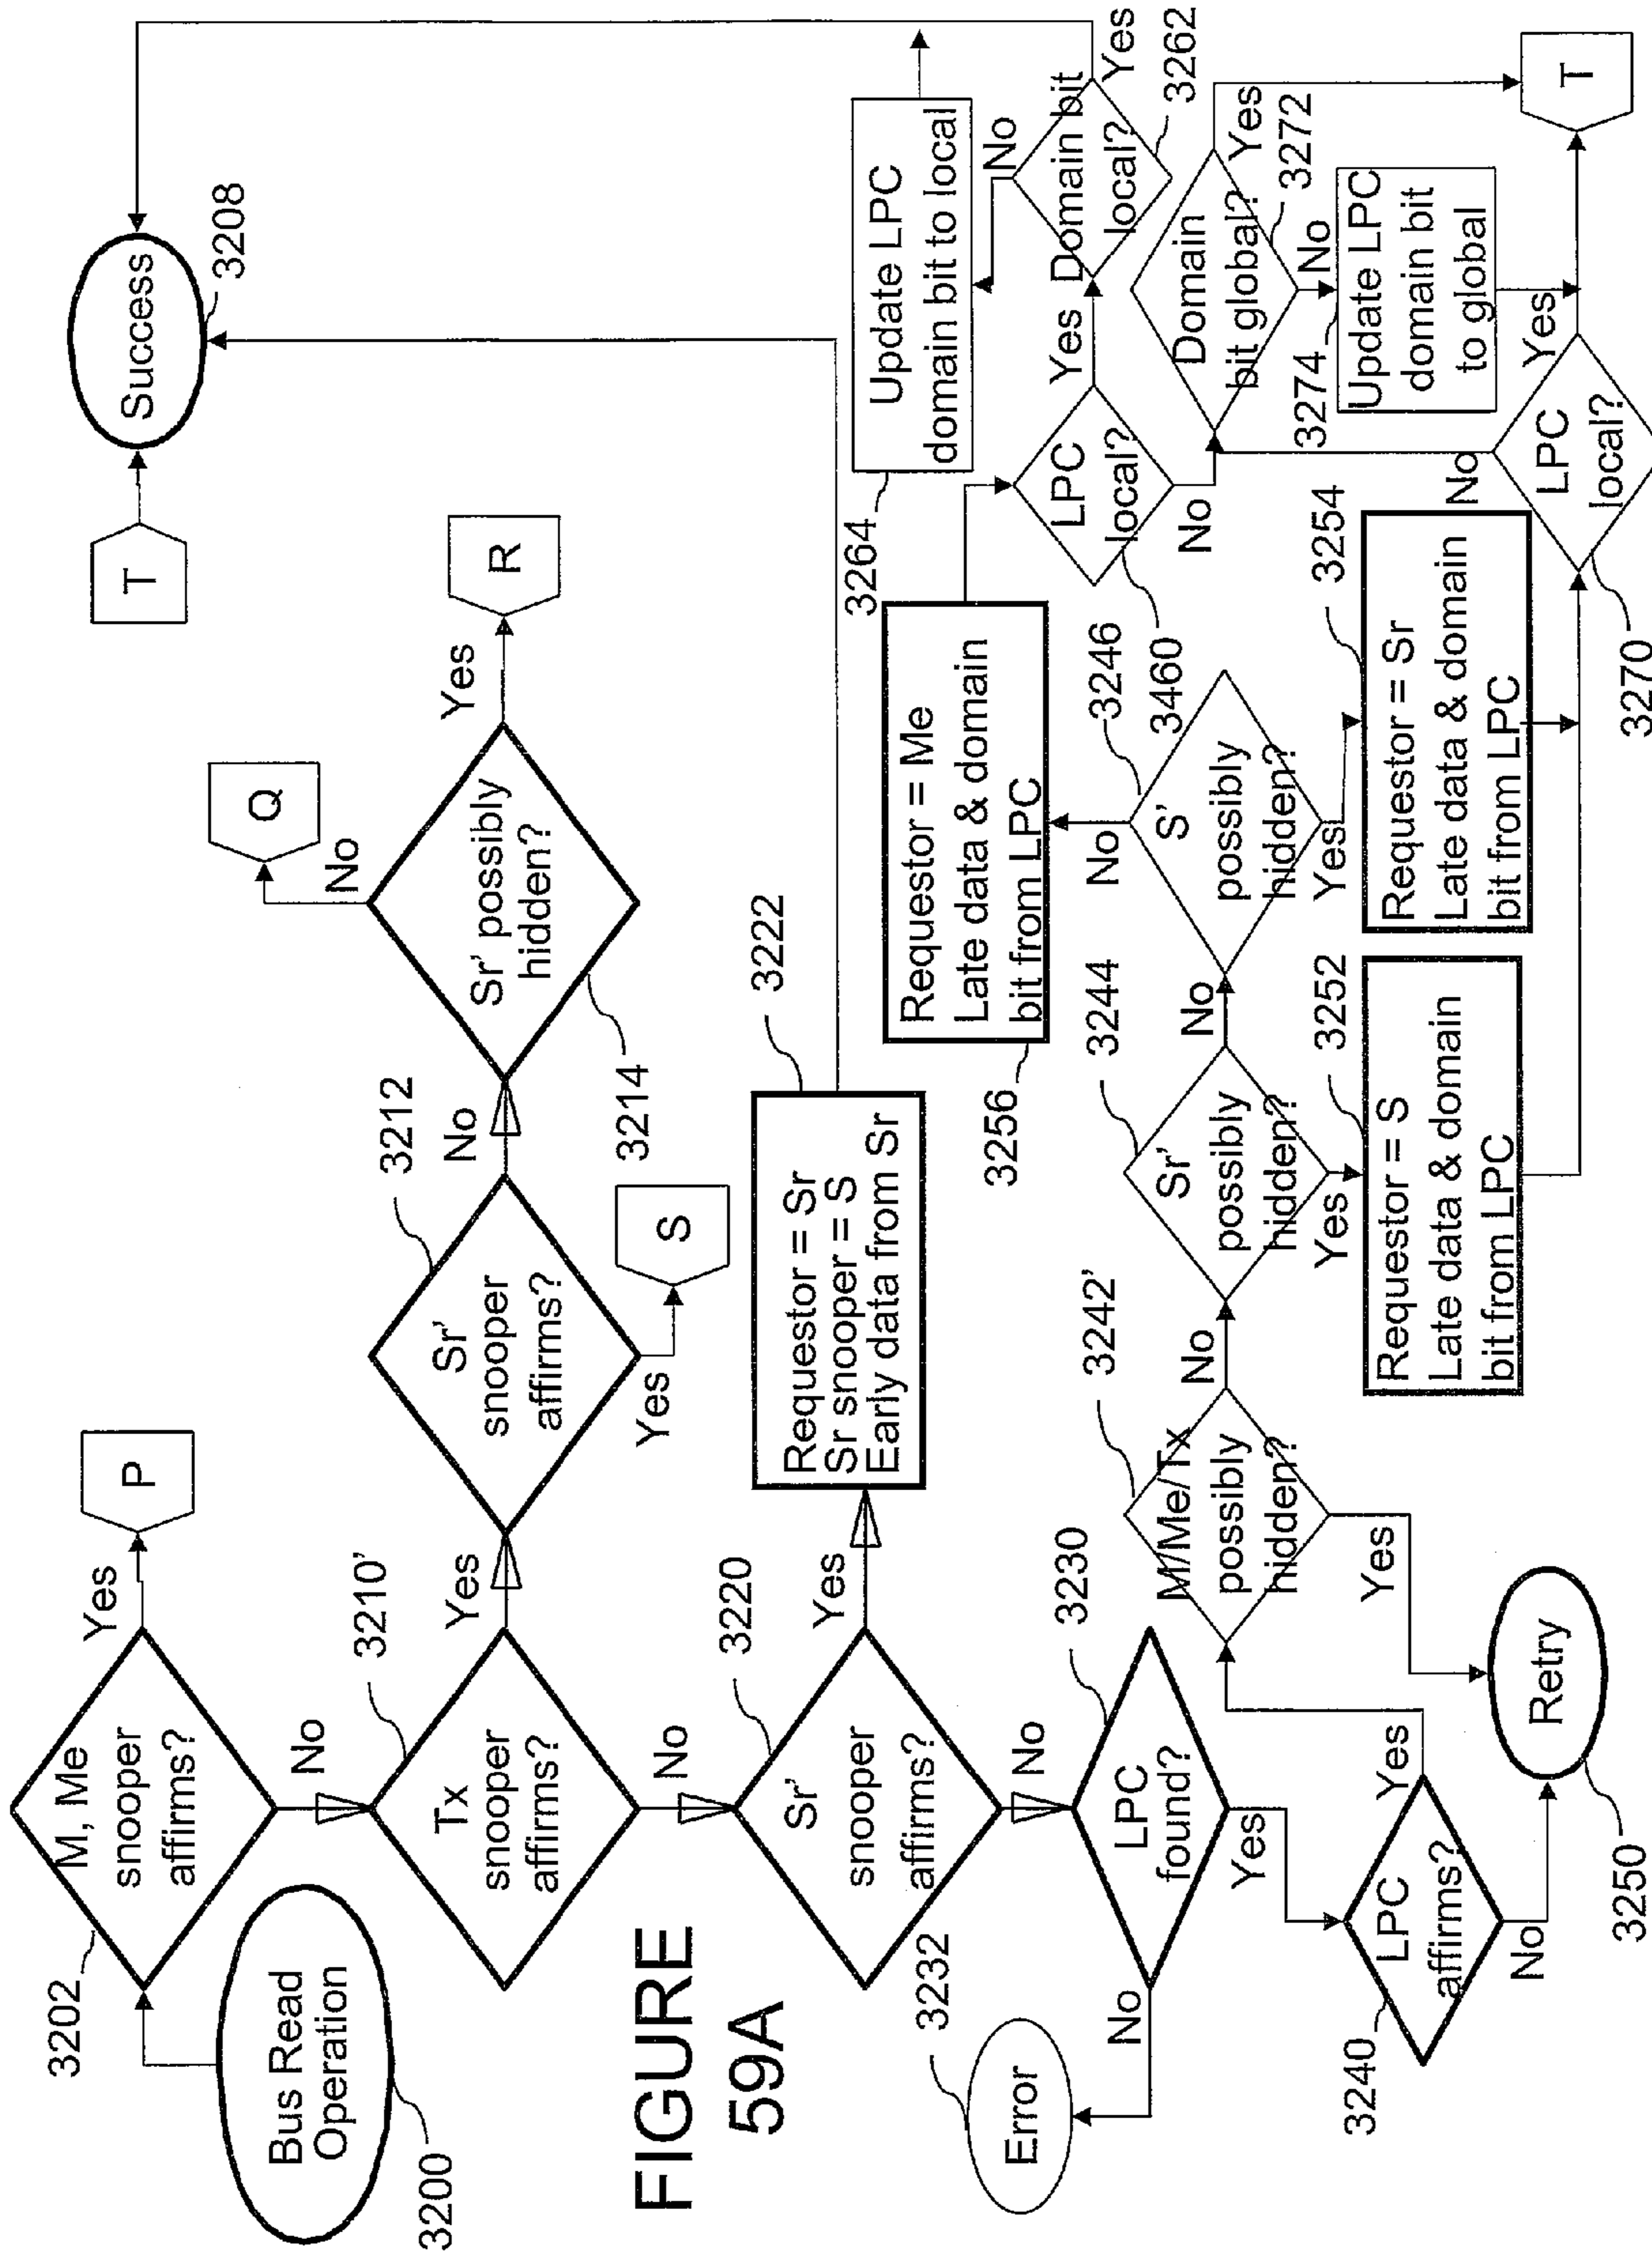 3200
Bus Read
Operation
3202
M, Me
snooper
affirms?
Yes
P
No
3210'
Tx
snooper
affirms?
Yes
3212
Sr'
snooper
affirms?
Yes
S
No
3214
Sr' possibly
hidden?
No
Q
Yes
R
T
Success
3208
No
3220
Sr'
snooper
affirms?
Yes
3222
Requestor = Sr
Sr snooper = S
Early data from Sr
No
3230
LPC
found?
No
3232
Error
Yes
3240
LPC
affirms?
No
3250
Retry
Yes
3242'
M/Me/Tx
possibly
hidden?
Yes
No
3244
Sr'
possibly
hidden?
Yes
3252
Requestor = S
Late data & domain
bit from LPC
No
3246
S'
possibly
hidden?
Yes
3254
Requestor = Sr
Late data & domain
bit from LPC
No
3256
Requestor = Me
Late data & domain
bit from LPC
3460
LPC
local?
Yes
No
3262
Domain bit
local?
Yes
No
3264
Update LPC
domain bit to local
3270
LPC
local?
No
Yes
3272
Domain
bit global?
Yes
No
3274
Update LPC
domain bit
to global
T
FIGURE
59A